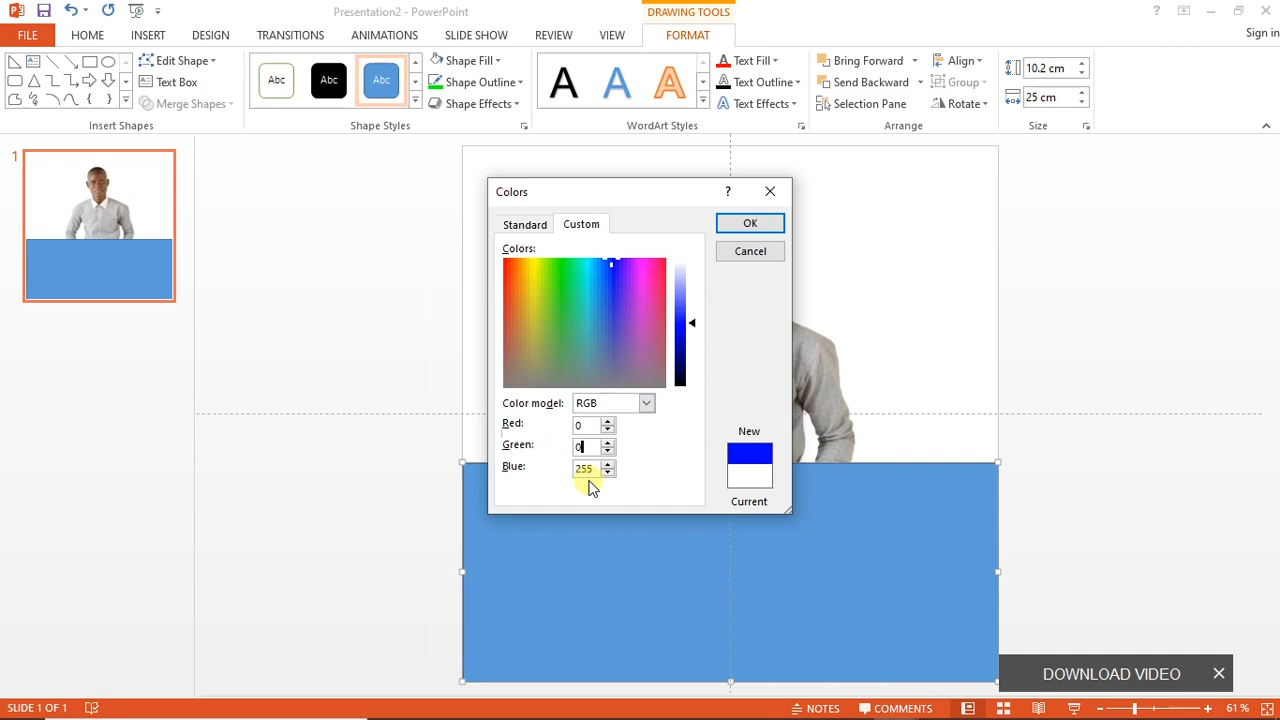 Presentation2 - PowerPoint
DRAWING TOOLS
?
FILE
HOME
INSERT
DESIGN
TRANSITIONS
ANIMATIONS
SLIDE SHOW
REVIEW
VIEW
FORMAT
Sign in
Edit Shape
Text Box
Merge Shapes
Insert Shapes
Abc
Abc
Abc
Shape Fill
Shape Outline
Shape Effects
Shape Styles
A
A
A
Text Fill
Text Outline
Text Effects
WordArt Styles
Bring Forward
Send Backward
Selection Pane
Align
Group
Rotate
Arrange
10.2 cm
25 cm
Size
1
Colors
?
Standard
Custom
OK
Cancel
Colors:
Color model:
RGB
Red:
0
Green:
0
Blue:
255
New
Current
DOWNLOAD VIDEO
SLIDE 1 OF 1
NOTES
COMMENTS
61 %